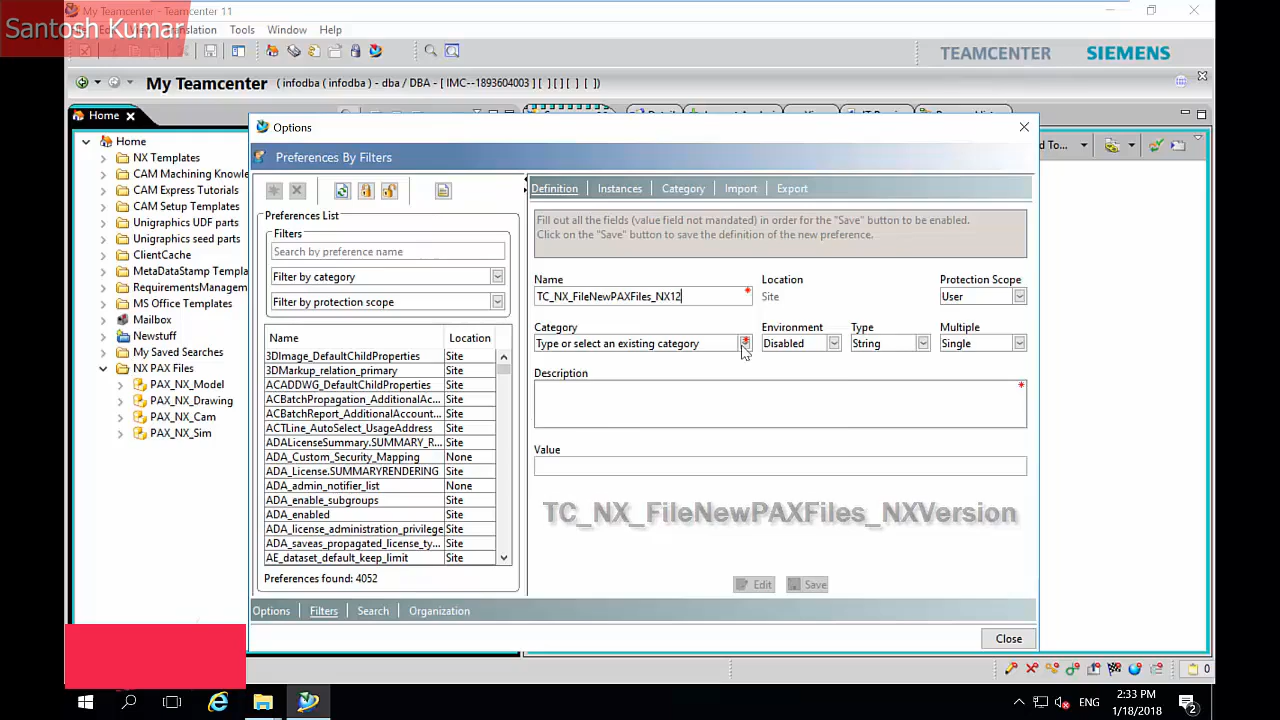 My Teamcenter - Teamcenter 11
Santosh Kumar
Translation Tools Window Help
TEAMCENTER SIEMENS
My Teamcenter ( infodba ( infodba ) - dba / DBA - [ IMC--1893604003 ] [ ] [ ] [ ] [ ] )
Home
Options
Preferences By Filters
Home
NX Templates
CAM Machining Knowle
CAM Express Tutorials
CAM Setup Templates
Unigraphics UDF parts
Unigraphics seed parts
ClientCache
MetaDataStamp Templa
RequirementsManagem
MS Office Templates
Mailbox
Newstuff
My Saved Searches
NX PAX Files
PAX_NX_Model
PAX_NX_Drawing
PAX_NX_Cam
PAX_NX_Sim
Preferences List
Filters
Search by preference name
Filter by category
Filter by protection scope
Name Location
3DImage_DefaultChildProperties Site
3DMarkup_relation_primary Site
ACADDWG_DefaultChildProperties Site
ACBatchPropagation_AdditionalAc... Site
ACBatchReport_AdditionalAccount... Site
ACTLine_AutoSelect_UsageAddress Site
ADALicenseSummary.SUMMARY_R... Site
ADA_Custom_Security_Mapping None
ADA_License.SUMMARYRENDERING Site
ADA_admin_notifier_list None
ADA_enable_subgroups Site
ADA_enabled Site
ADA_license_administration_privilege Site
ADA_saveas_propagated_license_ty... Site
AE_dataset_default_keep_limit Site
Preferences found: 4052
Options Filters Search Organization
Definition Instances Category Import Export
Fill out all the fields (value field not mandated) in order for the "Save" button to be enabled.
Click on the "Save" button to save the definition of the new preference.
Name Location Protection Scope
TC_NX_FileNewPAXFiles_NX12 Site User
Category Environment Type Multiple
Type or select an existing category Disabled String Single
Description
Value
TC_NX_FileNewPAXFiles_NXVersion
Edit Save
Close
d To...
0
ENG
2:33 PM
1/18/2018
2